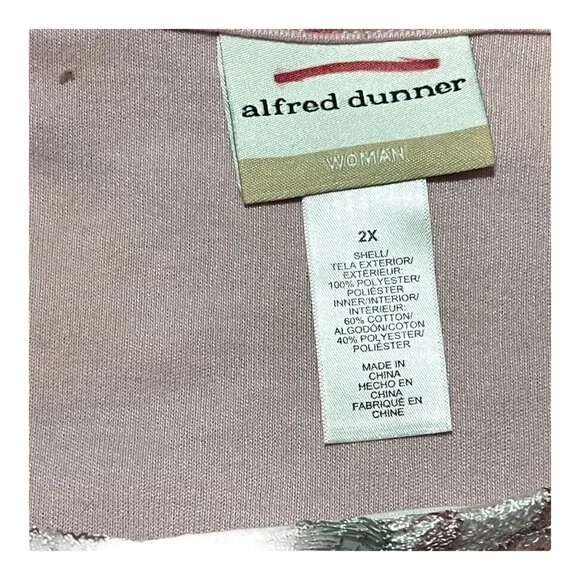 alfred dunner
WOMAN
2X
SHELL/
TELA EXTERIOR/
EXTÉRIEUR:
100% POLYESTER/
POLIÉSTER
INNER/INTERIOR/
INTÉRIEUR:
60% COTTON/
ALGODÓN/COTON
40% POLYESTER/
POLIÉSTER
MADE IN
CHINA
HECHO EN
CHINA
FABRIQUÉ EN
CHINE